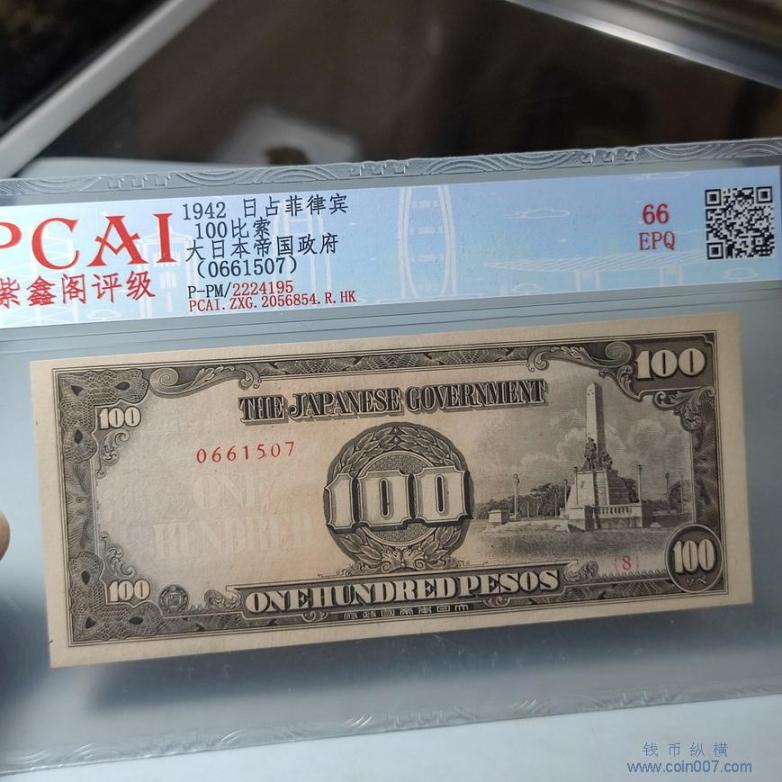 PCAI
紫鑫阁评级
1942 日占菲律宾
100比索
大日本帝国政府
(0661507)
P-PM/2224195
PCAI.ZXG.2056854.R.HK
66
EPQ
100
THE JAPANESE GOVERNMENT
100
0661507
ONE
HUNDRED
100
{8}
100
100
ONE HUNDRED PESOS
钱币纵横
www.coin007.com